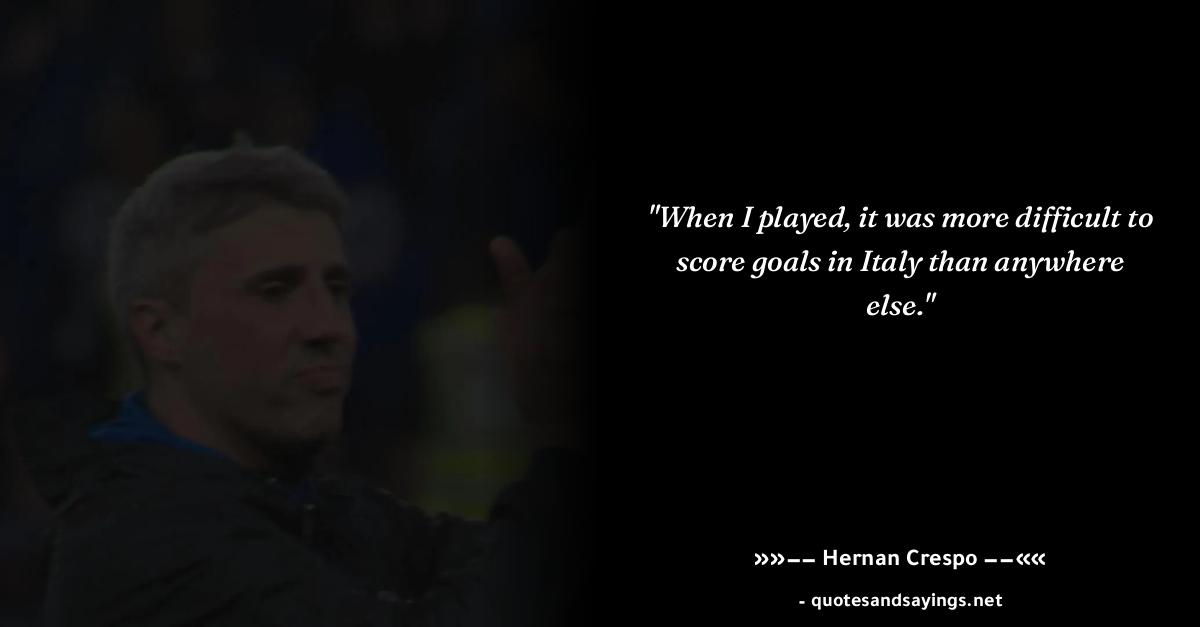 "When I played, it was more difficult to
score goals in Italy than anywhere
else."
»»−− Hernan Crespo −−««
- quotesandsayings.net